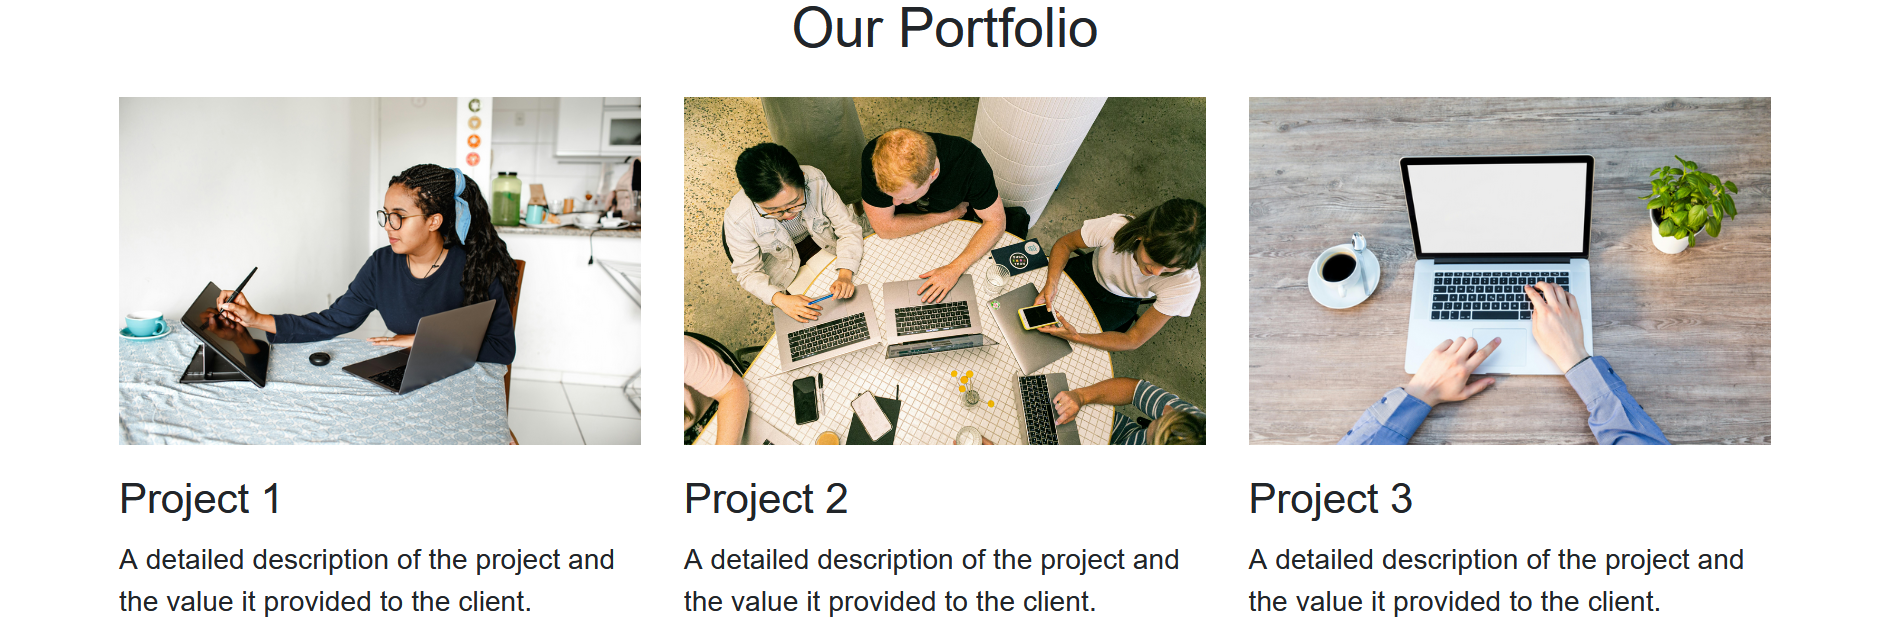 Our Portfolio
Project 1
A detailed description of the project and
the value it provided to the client.
Project 2
A detailed description of the project and
the value it provided to the client.
Project 3
A detailed description of the project and
the value it provided to the client.